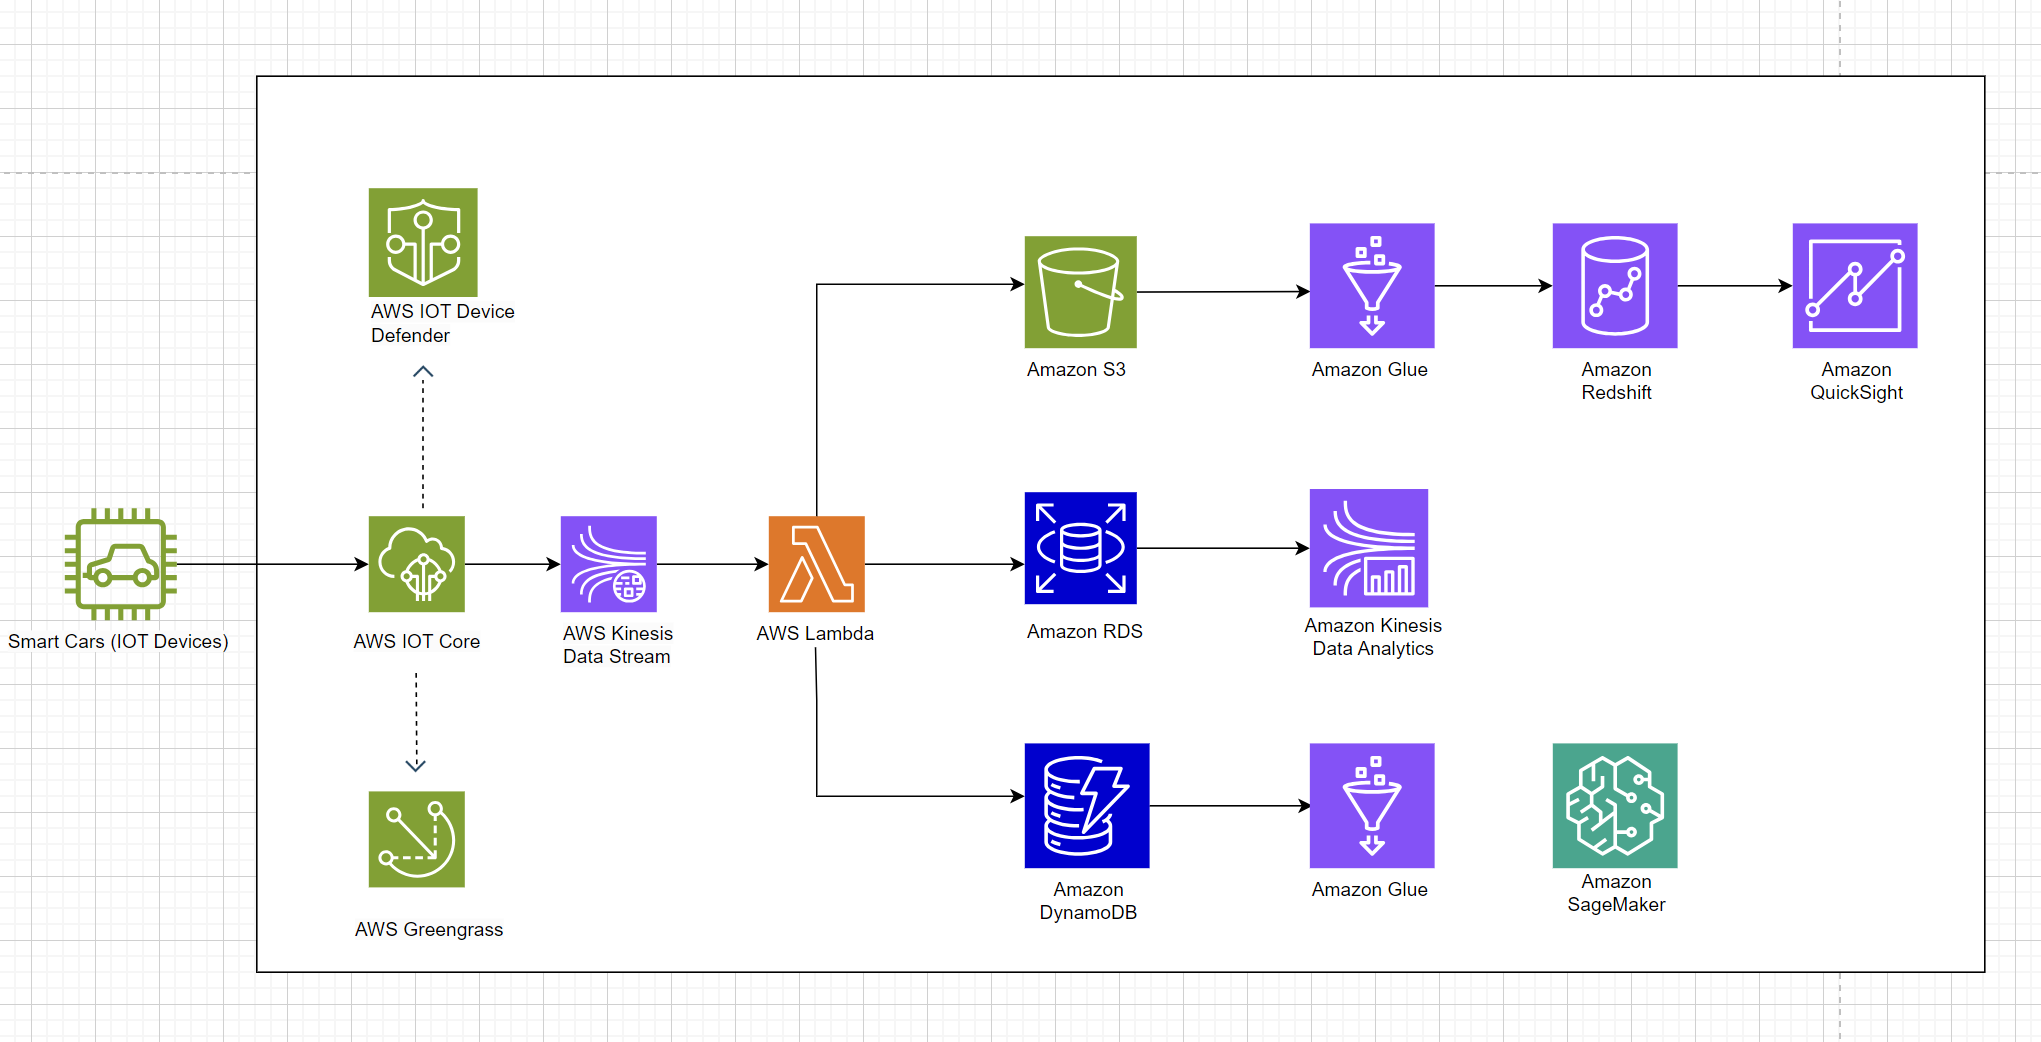 AWS IOT Device
Defender
Amazon S3
Amazon Glue
Amazon
Redshift
Amazon
QuickSight
Smart Cars (IOT Devices)
AWS IOT Core
AWS Kinesis
Data Stream
AWS Lambda
Amazon RDS
Amazon Kinesis
Data Analytics
AWS Greengrass
Amazon
DynamoDB
Amazon Glue
Amazon
SageMaker